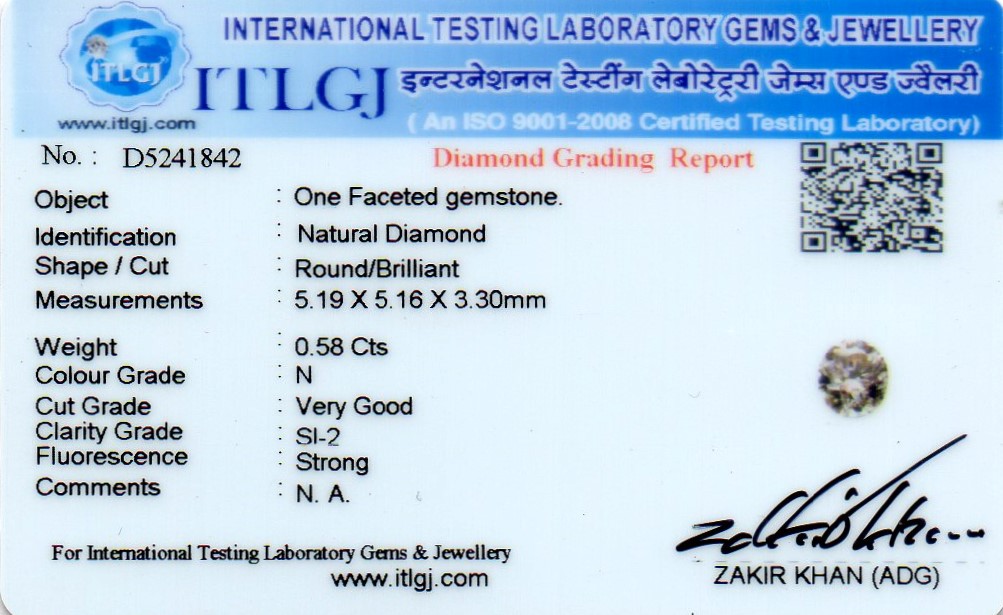 INTERNATIONAL TESTING LABORATORY GEMS & JEWELLERY
ITLGJ
ITLGJ इन्टरनेशनल टेस्टींग लेबोरेट्ररी जेम्स एण्ड ज्वैलरी
www.itlgj.com
( An ISO 9001-2008 Certified Testing Laboratory)
No. : D5241842
Diamond Grading Report
Object : One Faceted gemstone.
Identification : Natural Diamond
Shape / Cut : Round/Brilliant
Measurements : 5.19 X 5.16 X 3.30mm
Weight : 0.58 Cts
Colour Grade : N
Cut Grade : Very Good
Clarity Grade : SI-2
Fluorescence : Strong
Comments : N. A.
For International Testing Laboratory Gems & Jewellery
www.itlgj.com
ZAKIR KHAN (ADG)